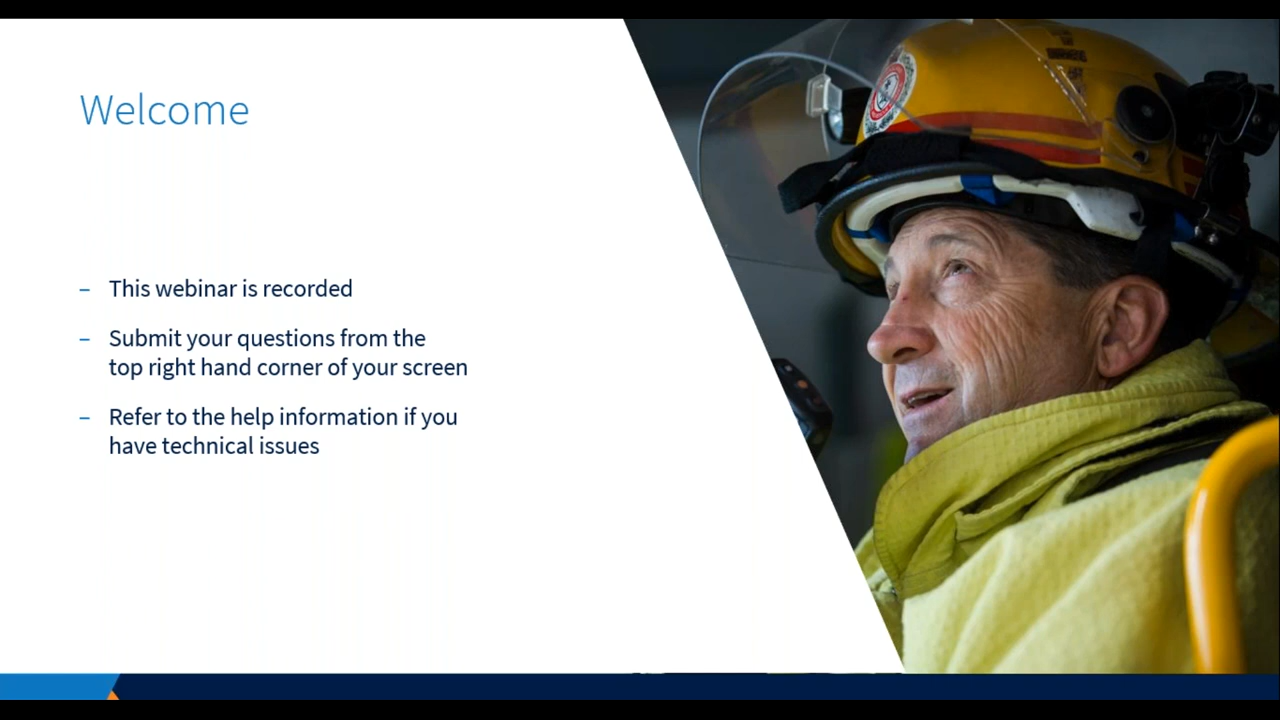 Welcome
– This webinar is recorded
– Submit your questions from the
top right hand corner of your screen
– Refer to the help information if you
have technical issues